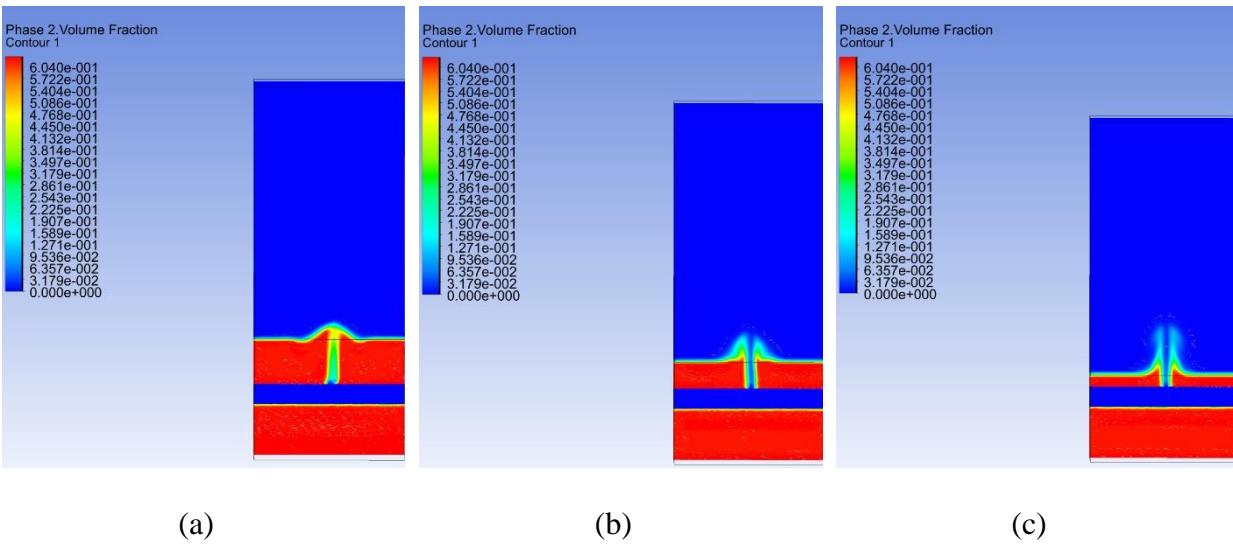 Phase 2.Volume Fraction
Contour 1
6.040e-001
5.722e-001
5.404e-001
5.086e-001
4.768e-001
4.450e-001
4.132e-001
3.814e-001
3.497e-001
3.179e-001
2.861e-001
2.543e-001
2.225e-001
1.907e-001
1.589e-001
1.271e-001
9.536e-002
6.357e-002
3.179e-002
0.000e+000
Phase 2.Volume Fraction
Contour 1
6.040e-001
5.722e-001
5.404e-001
5.086e-001
4.768e-001
4.450e-001
4.132e-001
3.814e-001
3.497e-001
3.179e-001
2.861e-001
2.543e-001
2.225e-001
1.907e-001
1.589e-001
1.271e-001
9.536e-002
6.357e-002
3.179e-002
0.000e+000
Phase 2.Volume Fraction
Contour 1
6.040e-001
5.722e-001
5.404e-001
5.086e-001
4.768e-001
4.450e-001
4.132e-001
3.814e-001
3.497e-001
3.179e-001
2.861e-001
2.543e-001
2.225e-001
1.907e-001
1.589e-001
1.271e-001
9.536e-002
6.357e-002
3.179e-002
0.000e+000
(a)
(b)
(c)